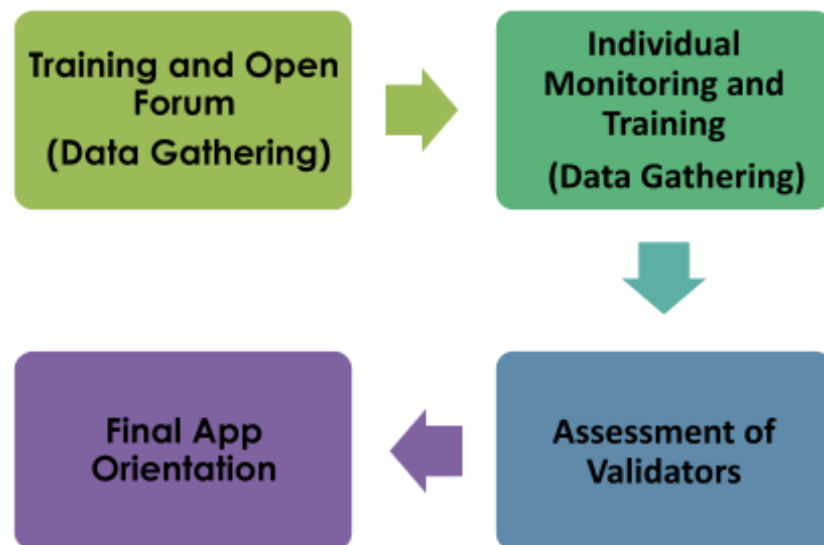 Training and Open
Forum
(Data Gathering)
Individual
Monitoring and
Training
(Data Gathering)
Assessment of
Validators
Final App
Orientation